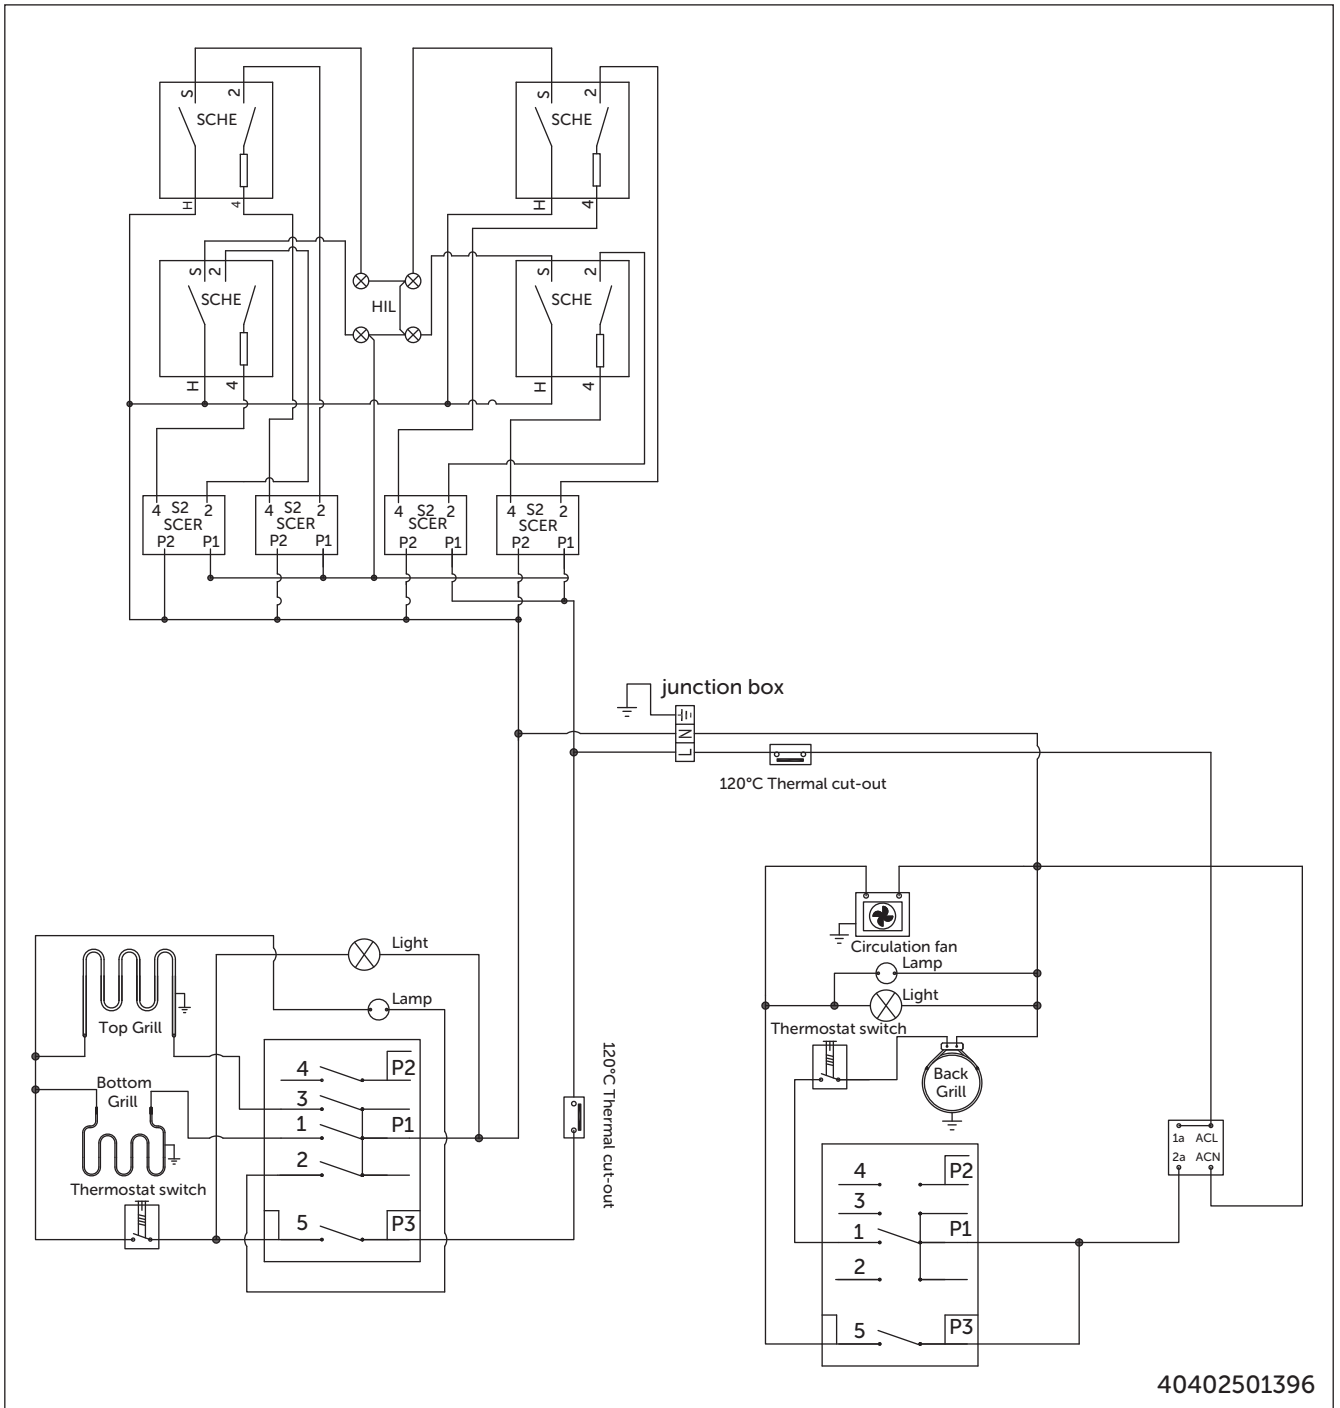 S 2
SCHE
H 4
S 2
SCHE
H 4
S 2
SCHE
H 4
S 2
SCHE
H 4
HIL
4 S2 2
SCER
P2 P1
4 S2 2
SCER
P2 P1
4 S2 2
SCER
P2 P1
4 S2 2
SCER
P2 P1
junction box
N
L
120°C Thermal cut-out
Light
Lamp
Top Grill
Bottom
Grill
Thermostat switch
4 P2
3
1 P1
2
5 P3
120°C Thermal cut-out
Circulation fan
Lamp
Light
Thermostat switch
Back
Grill
1a ACL
2a ACN
4 P2
3
1 P1
2
5 P3
40402501396